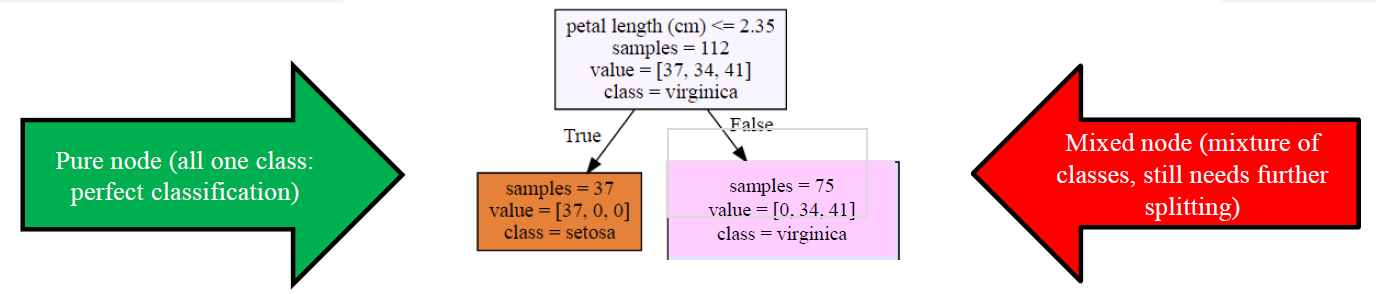 petal length (cm) <= 2.35
samples = 112
value = [37, 34, 41]
class = virginica
True
False
Pure node (all one class:
perfect classification)
samples = 37
value = [37, 0, 0]
class = setosa
samples = 75
value = [0, 34, 41]
class = virginica
Mixed node (mixture of
classes, still needs further
splitting)